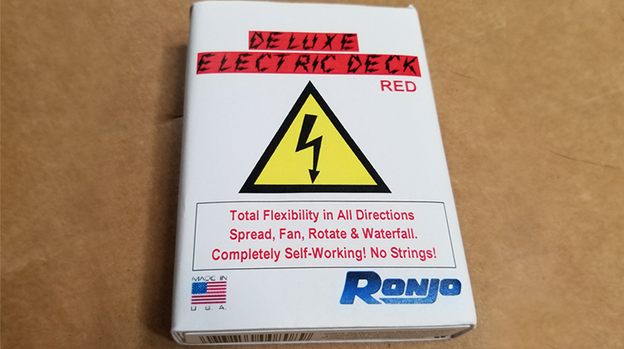 DELUXE
ELECTRIC DECK
RED
Total Flexibility in All Directions
Spread, Fan, Rotate & Waterfall.
Completely Self-Working! No Strings!
MADE IN
U.S.A.
RONJO